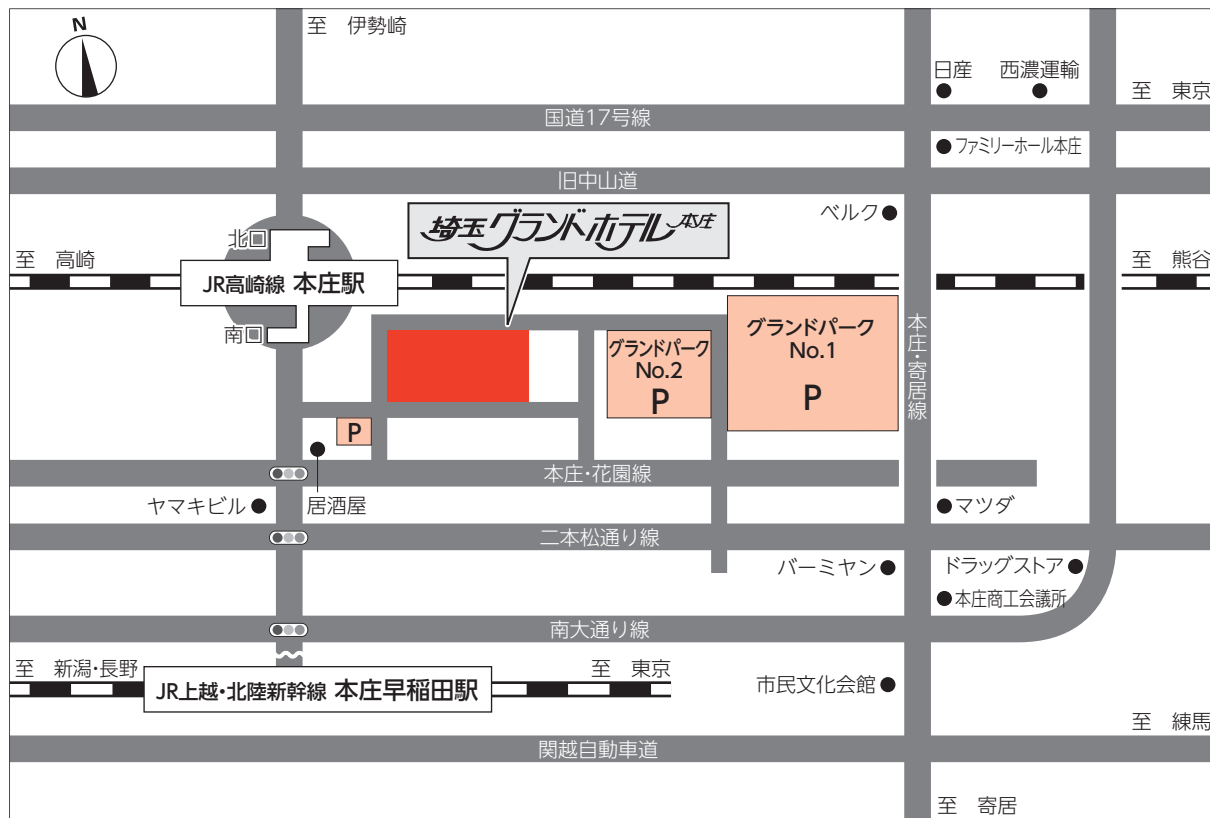 N
至 伊勢崎
日産
西濃運輸
至 東京
国道17号線
ファミリーホール本庄
旧中山道
埼玉グランドホテル本庄
ベルク
北口
至 高崎
至 熊谷
JR高崎線 本庄駅
南口
グランドパーク
No.1
P
グランドパーク
No.2
P
本庄・寄居線
P
本庄・花園線
ヤマキビル
居酒屋
マツダ
二本松通り線
バーミヤン
ドラッグストア
本庄商工会議所
南大通り線
至 新潟・長野
至 東京
JR上越・北陸新幹線 本庄早稲田駅
市民文化会館
至 練馬
関越自動車道
至 寄居